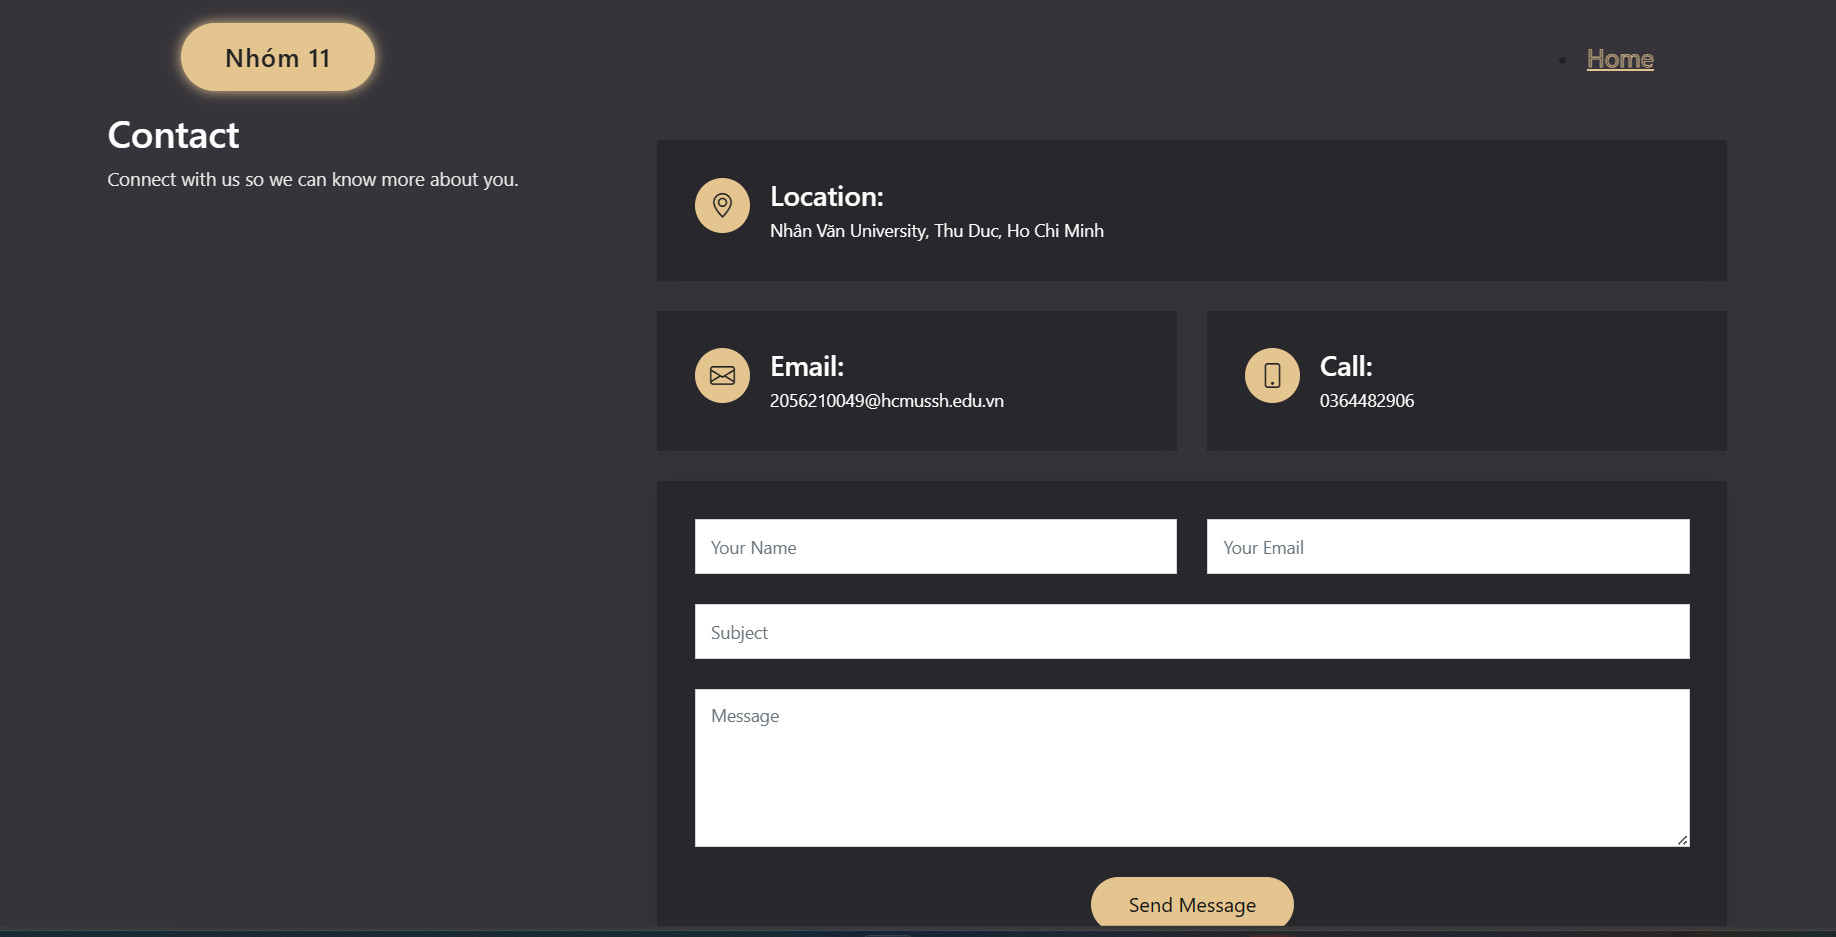 Nhóm 11
Home
Contact
Connect with us so we can know more about you.
Location:
Nhân Văn University, Thu Duc, Ho Chi Minh
Email:
2056210049@hcmussh.edu.vn
Call:
0364482906
Your Name
Your Email
Subject
Message
Send Message